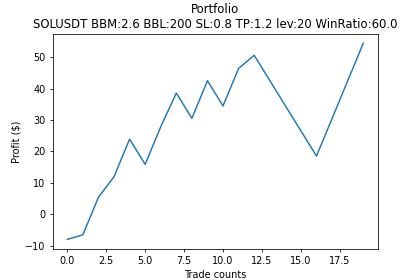 Portfolio
SOLUSDT BBM:2.6 BBL:200 SL:0.8 TP:1.2 lev:20 WinRatio:60.0
Profit ($)
50
40
30
20
10
0
−10
0.0 2.5 5.0 7.5 10.0 12.5 15.0 17.5
Trade counts